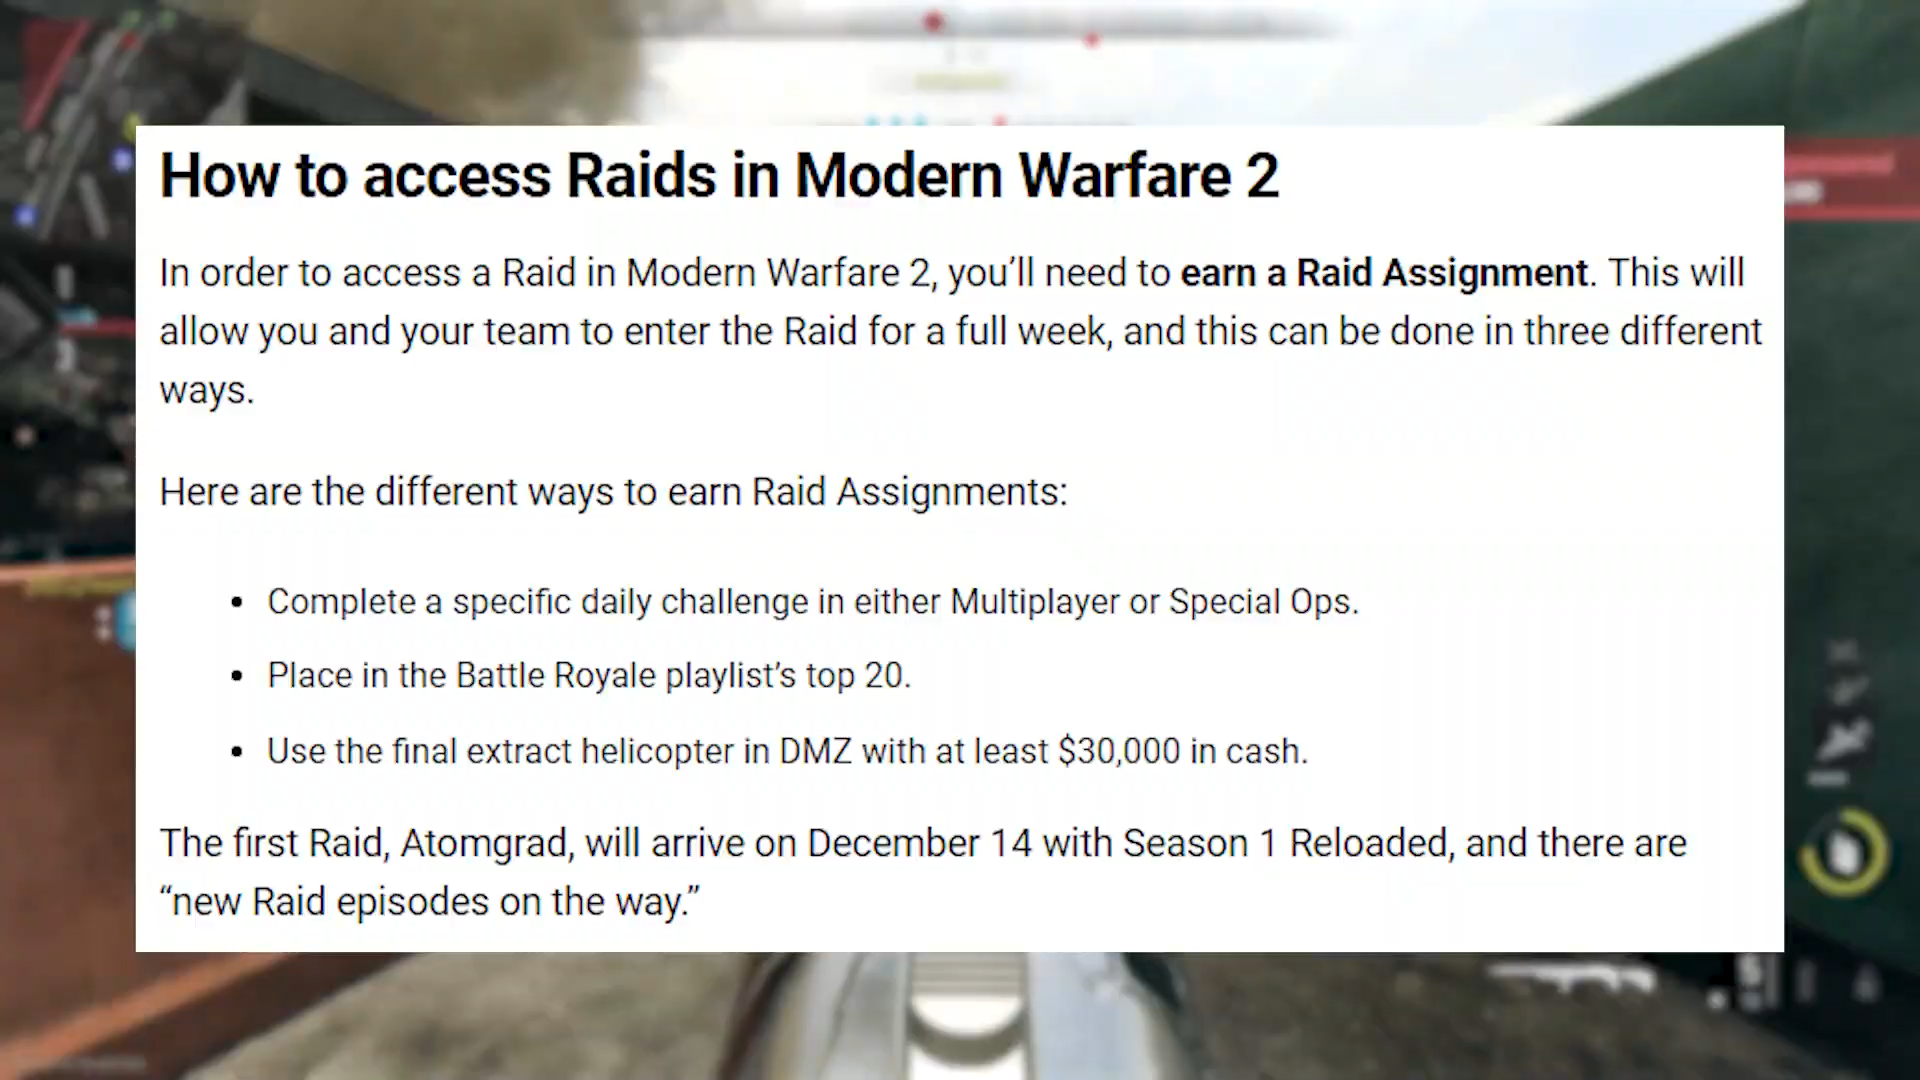 How to access Raids in Modern Warfare 2
In order to access a Raid in Modern Warfare 2, you’ll need to earn a Raid Assignment. This will
allow you and your team to enter the Raid for a full week, and this can be done in three different
ways.
Here are the different ways to earn Raid Assignments:
• Complete a specific daily challenge in either Multiplayer or Special Ops.
• Place in the Battle Royale playlist’s top 20.
• Use the final extract helicopter in DMZ with at least $30,000 in cash.
The first Raid, Atomgrad, will arrive on December 14 with Season 1 Reloaded, and there are
“new Raid episodes on the way.”